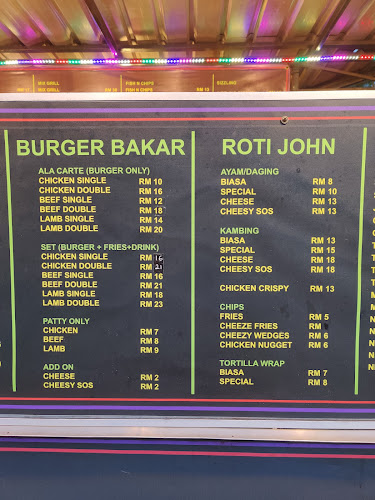 BURGER BAKAR
ALA CARTE (BURGER ONLY)
CHICKEN SINGLE RM 10
CHICKEN DOUBLE RM 16
BEEF SINGLE RM 12
BEEF DOUBLE RM 18
LAMB SINGLE RM 14
LAMB DOUBLE RM 20
SET (BURGER + FRIES+DRINK)
CHICKEN SINGLE RM 16
CHICKEN DOUBLE RM 21
BEEF SINGLE RM 16
BEEF DOUBLE RM 21
LAMB SINGLE RM 18
LAMB DOUBLE RM 23
PATTY ONLY
CHICKEN RM 7
BEEF RM 8
LAMB RM 9
ADD ON
CHEESE RM 2
CHEESY SOS RM 2
ROTI JOHN
AYAM/DAGING
BIASA RM 8
SPECIAL RM 10
CHEESE RM 13
CHEESY SOS RM 13
KAMBING
BIASA RM 13
SPECIAL RM 15
CHEESE RM 18
CHEESY SOS RM 18
CHICKEN CRISPY RM 13
CHIPS
FRIES RM 5
CHEEZE FRIES RM
CHEEZY WEDGES RM 6
CHICKEN NUGGET RM 6
TORTILLA WRAP
BIASA RM 7
SPECIAL RM 8